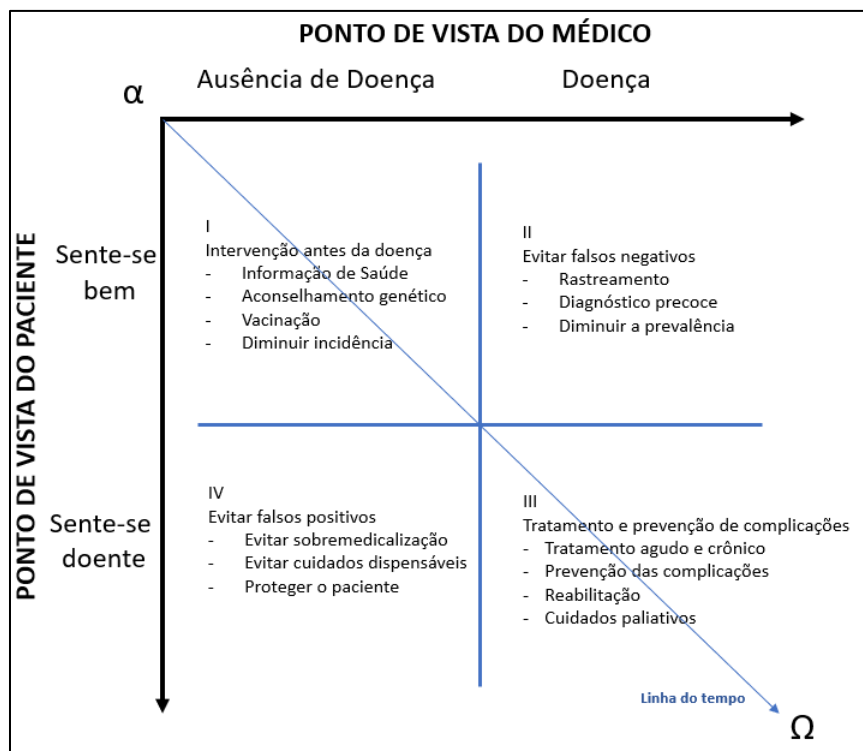 PONTO DE VISTA DO MÉDICO
Ausência de Doença
Doença
α
PONTO DE VISTA DO PACIENTE
Sente-se
bem
I
Intervenção antes da doença
- Informação de Saúde
- Aconselhamento genético
- Vacinação
- Diminuir incidência
II
Evitar falsos negativos
- Rastreamento
- Diagnóstico precoce
- Diminuir a prevalência
Sente-se
doente
IV
Evitar falsos positivos
- Evitar sobremedicalização
- Evitar cuidados dispensáveis
- Proteger o paciente
III
Tratamento e prevenção de complicações
- Tratamento agudo e crônico
- Prevenção das complicações
- Reabilitação
- Cuidados paliativos
Linha do tempo
Ω